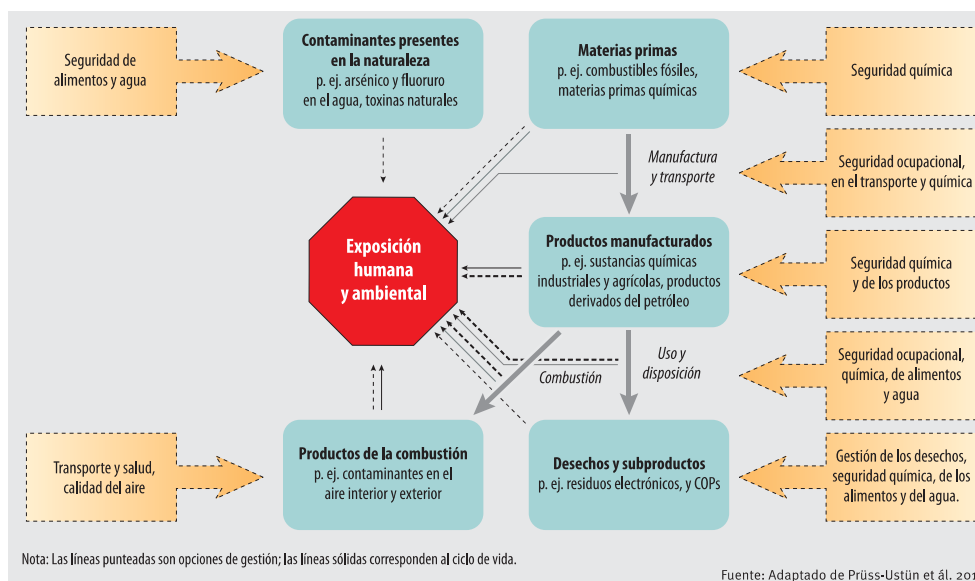 Seguridad de
alimentos y agua
Contaminantes presentes
en la naturaleza
p. ej. arsénico y fluoruro
en el agua, toxinas naturales
Materias primas
p. ej. combustibles fósiles,
materias primas químicas
Seguridad química
Manufactura
y transporte
Seguridad ocupacional,
en el transporte y química
Exposición
humana
y ambiental
Productos manufacturados
p. ej. sustancias químicas
industriales y agrícolas, productos
derivados del petróleo
Seguridad química
y de los productos
Combustión
Uso y
disposición
Seguridad ocupacional,
química, de alimentos
y agua
Transporte y salud,
calidad del aire
Productos de la combustión
p. ej. contaminantes en el
aire interior y exterior
Desechos y subproductos
p. ej. residuos electrónicos, y COPs
Gestión de los desechos,
seguridad química, de los
alimentos y del agua.
Nota: Las líneas punteadas son opciones de gestión; las líneas sólidas corresponden al ciclo de vida.
Fuente: Adaptado de Prüss-Ustün et ál.